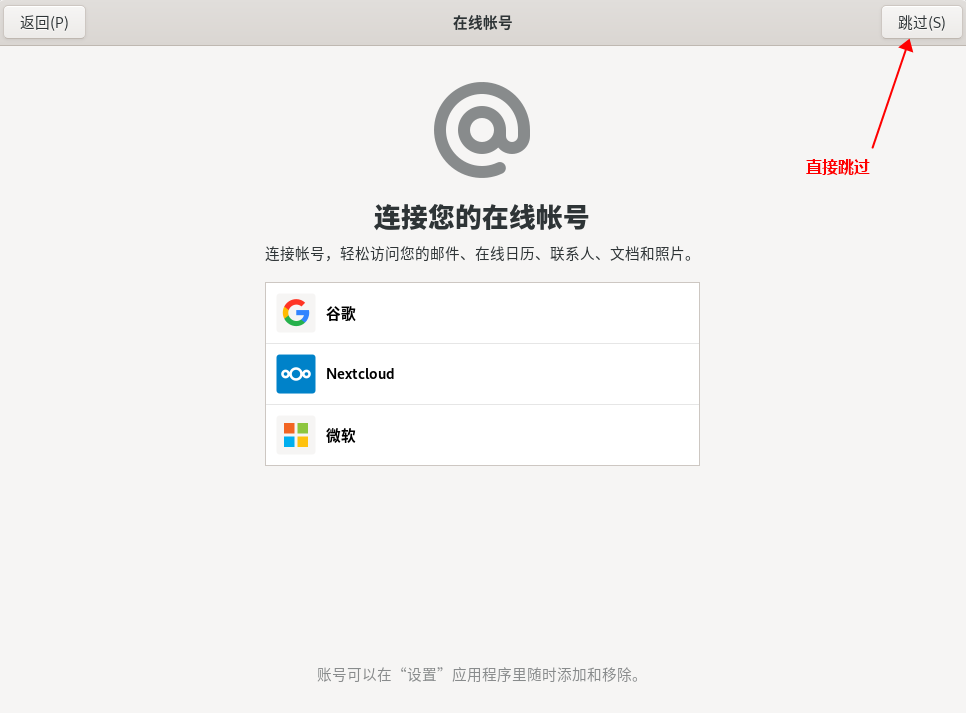 返回(P)
在线帐号
跳过(S)
直接跳过
连接您的在线帐号
连接帐号，轻松访问您的邮件、在线日历、联系人、文档和照片。
谷歌
Nextcloud
微软
账号可以在“设置”应用程序里随时添加和移除。